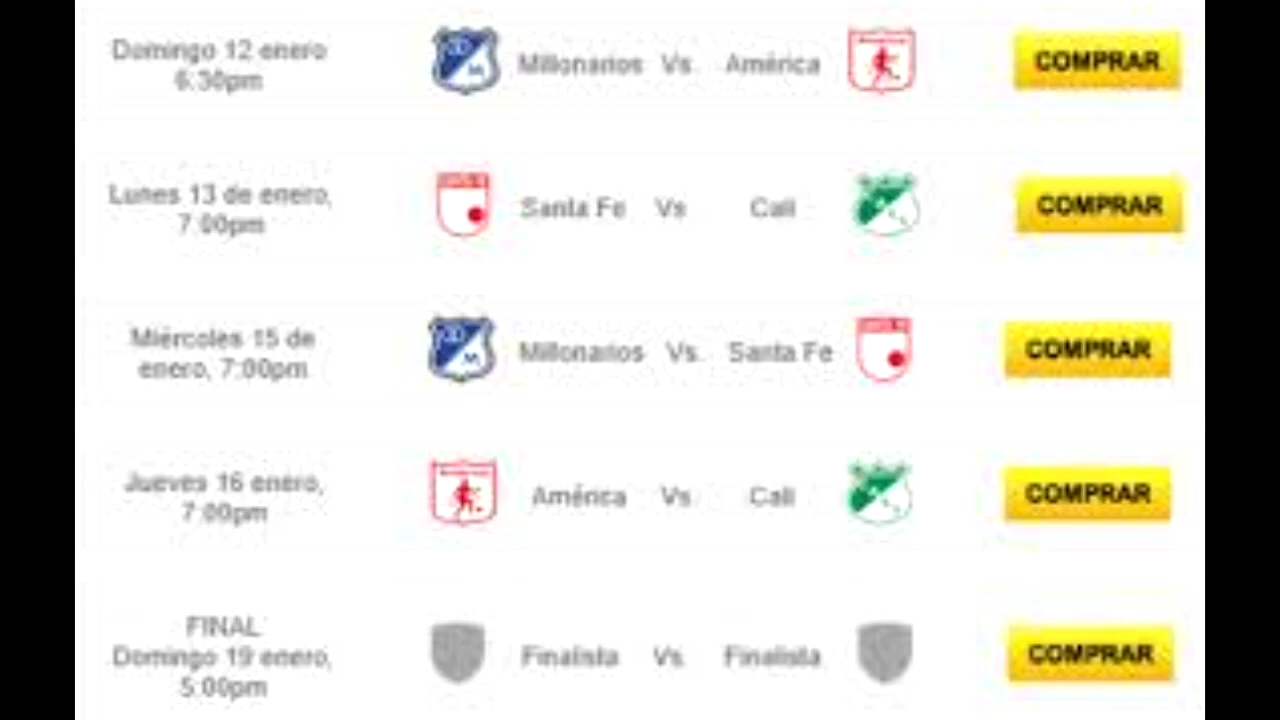 Domingo 12 enero
6:30pm
Millonarios Vs. América
COMPRAR
Lunes 13 de enero,
7:00pm
Santa Fe Vs Cali
COMPRAR
Miércoles 15 de
enero, 7:00pm
Millonarios Vs. Santa Fe
COMPRAR
Jueves 16 enero,
7:00pm
América Vs Cali
COMPRAR
FINAL
Domingo 19 enero,
5:00pm
Finalista Vs. Finalista
COMPRAR